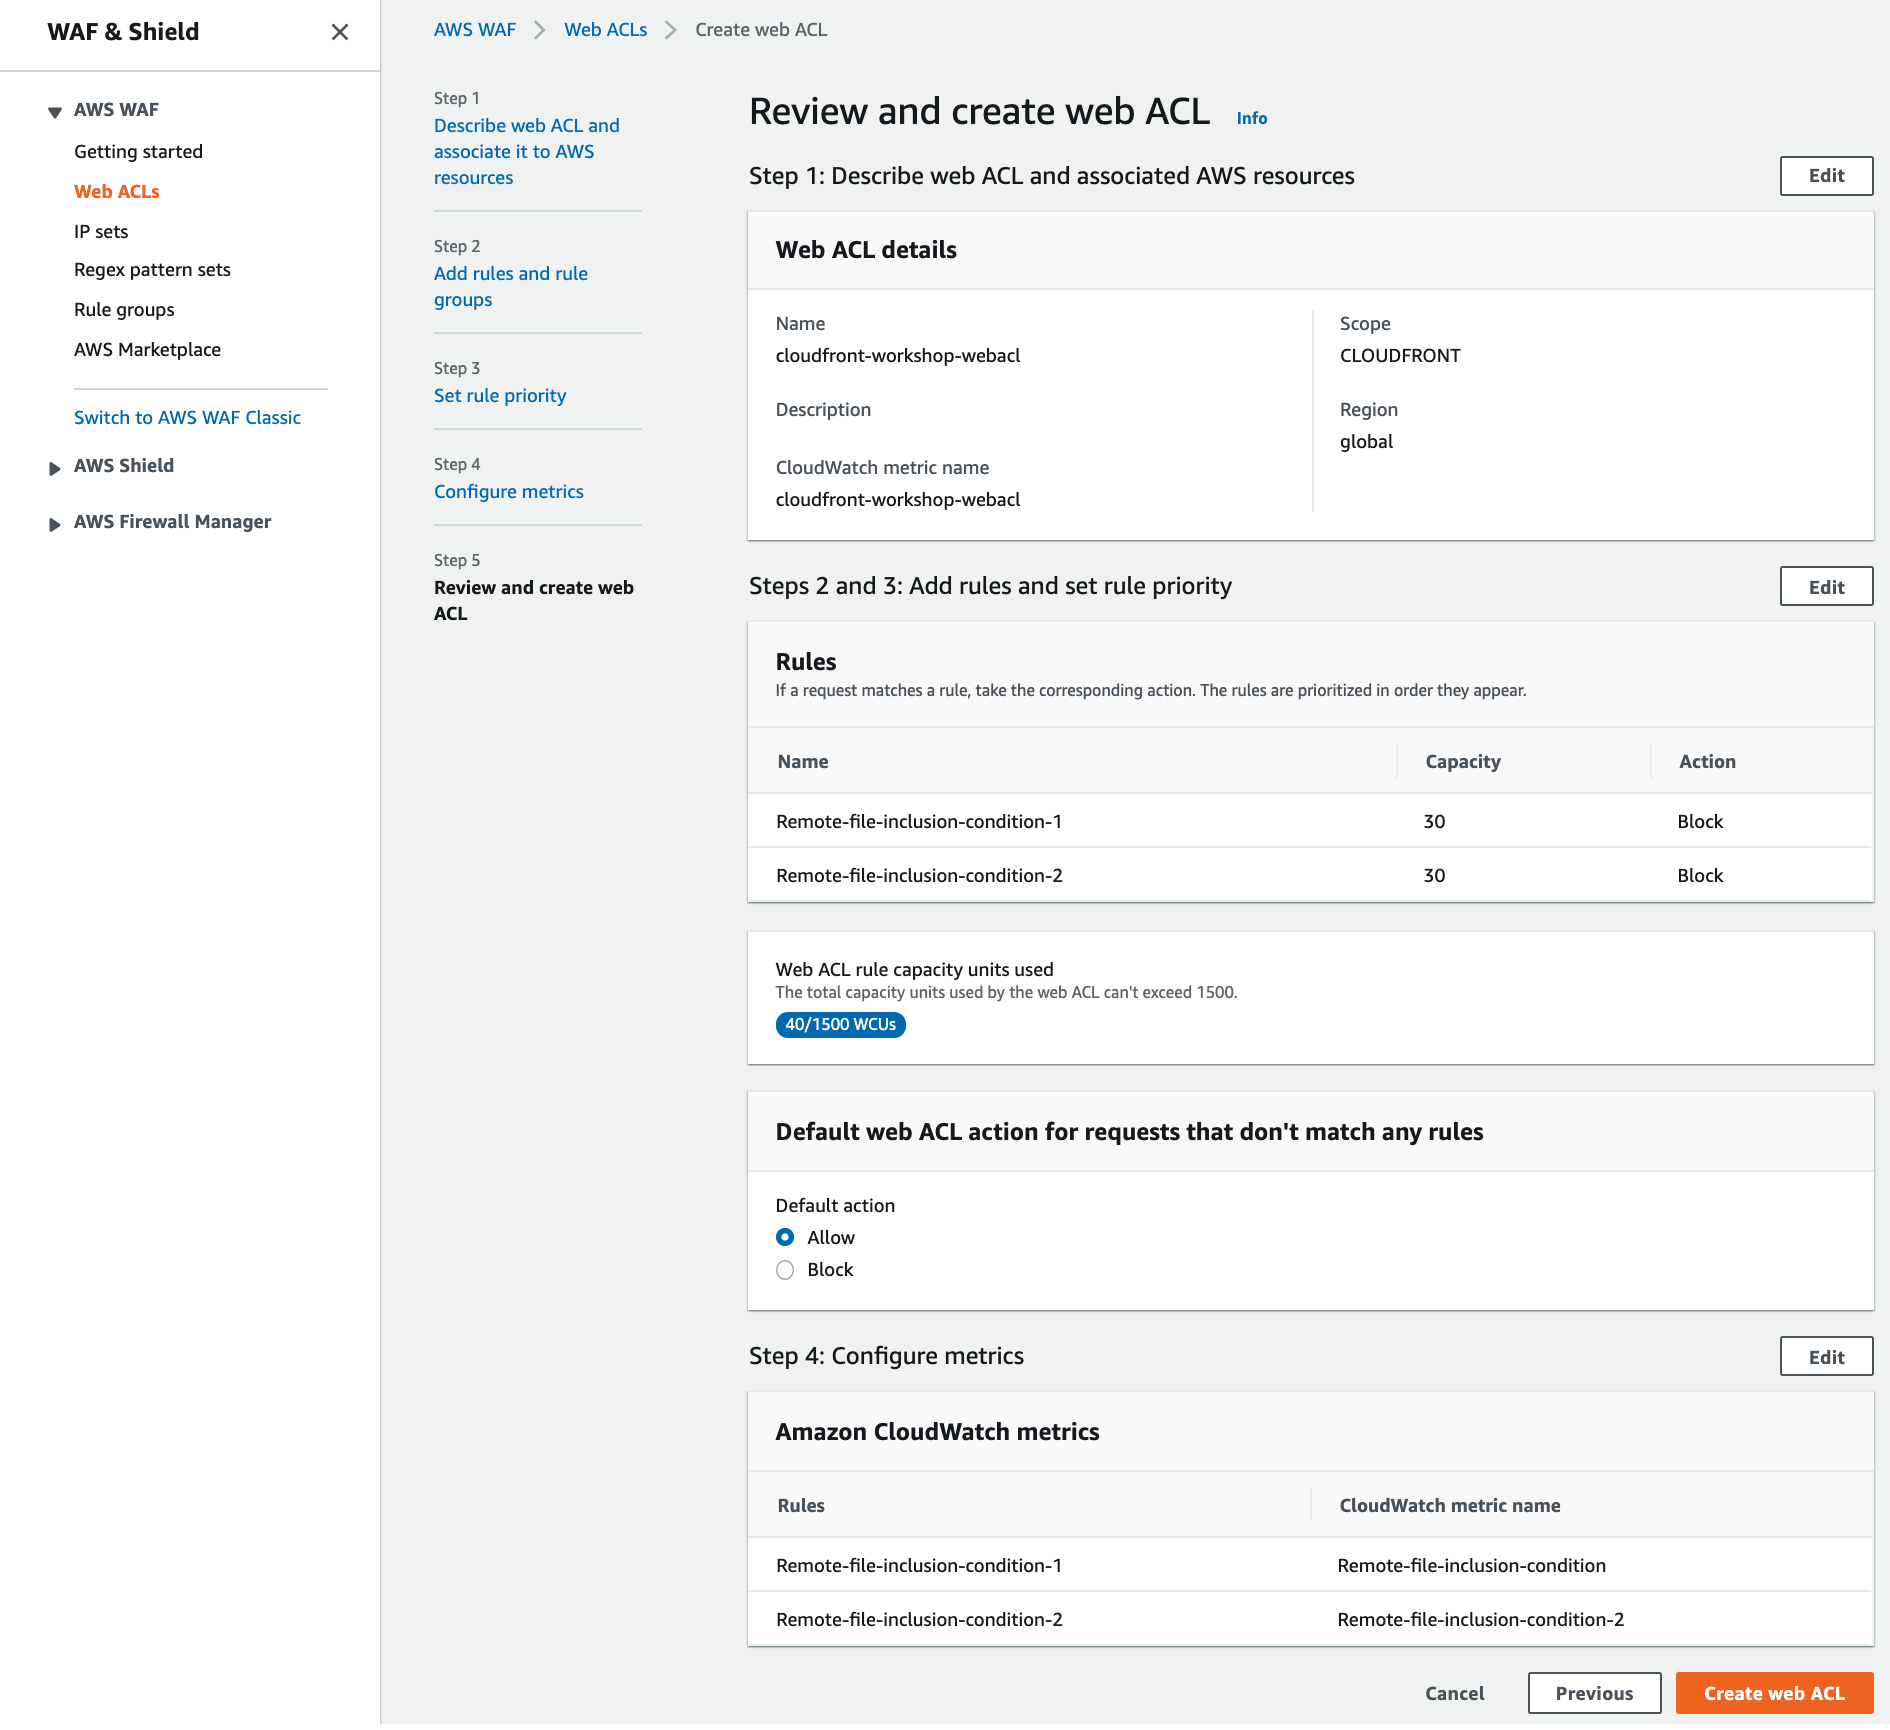 WAF & Shield
AWS WAF
Getting started
Web ACLs
IP sets
Regex pattern sets
Rule groups
AWS Marketplace
Switch to AWS WAF Classic
AWS Shield
AWS Firewall Manager
AWS WAF
Web ACLs
Create web ACL
Step 1
Describe web ACL and
associate it to AWS
resources
Step 2
Add rules and rule
groups
Step 3
Set rule priority
Step 4
Configure metrics
Step 5
Review and create web
ACL
Review and create web ACL Info
Step 1: Describe web ACL and associated AWS resources
Edit
Web ACL details
Name
cloudfront-workshop-webacl
Description
CloudWatch metric name
cloudfront-workshop-webacl
Scope
CLOUDFRONT
Region
global
Steps 2 and 3: Add rules and set rule priority
Edit
Rules
If a request matches a rule, take the corresponding action. The rules are prioritized in order they appear.
Name Capacity Action
Remote-file-inclusion-condition-1 30 Block
Remote-file-inclusion-condition-2 30 Block
Web ACL rule capacity units used
The total capacity units used by the web ACL can't exceed 1500.
40/1500 WCUs
Default web ACL action for requests that don't match any rules
Default action
Allow
Block
Step 4: Configure metrics
Edit
Amazon CloudWatch metrics
Rules CloudWatch metric name
Remote-file-inclusion-condition-1 Remote-file-inclusion-condition
Remote-file-inclusion-condition-2 Remote-file-inclusion-condition-2
Cancel Previous Create web ACL